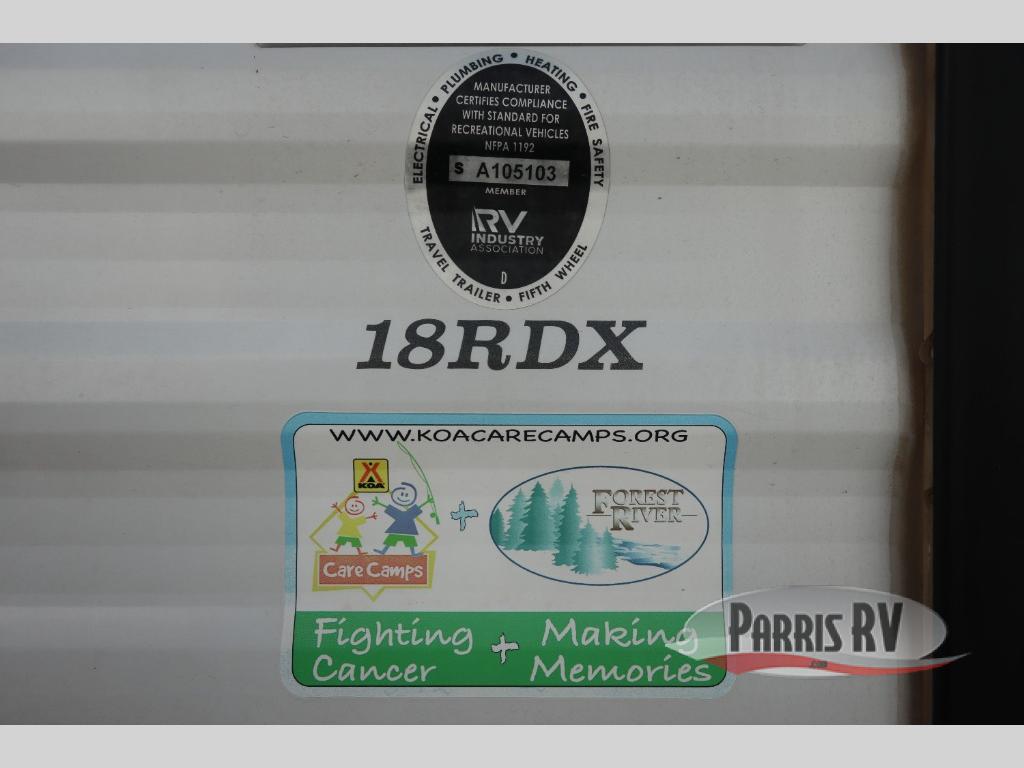 ELECTRICAL • PLUMBING • HEATING • FIRE SAFETY
MANUFACTURER
CERTIFIES COMPLIANCE
WITH STANDARD FOR
RECREATIONAL VEHICLES
NFPA 1192
S A105103
MEMBER
RV
INDUSTRY
ASSOCIATION
D
TRAVEL TRAILER • FIFTH WHEEL
18RDX
WWW.KOACARECAMPS.ORG
KOA
Care Camps
+
FOREST
RIVER
Fighting + Making
Cancer Memories
PARRIS RV
.com